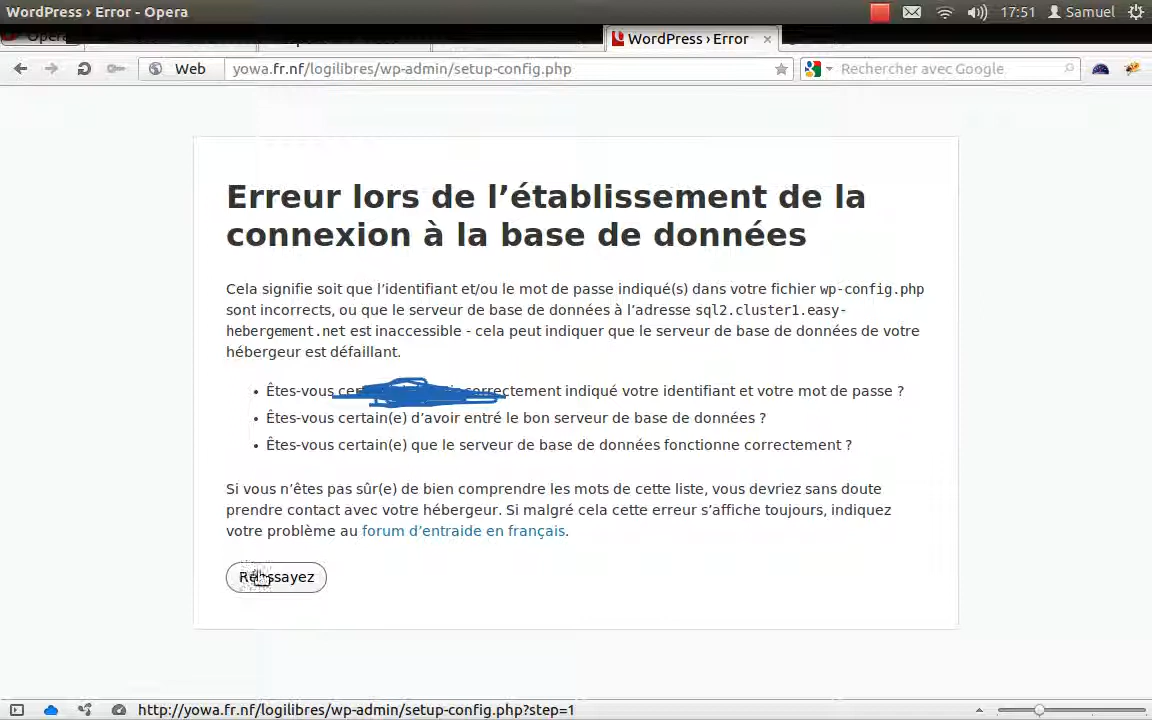 WordPress › Error - Opera
17:51 Samuel
Opera
WordPress › Error
Web yowa.fr.nf/logilibres/wp-admin/setup-config.php Rechercher avec Google
Erreur lors de l’établissement de la
connexion à la base de données
Cela signifie soit que l’identifiant et/ou le mot de passe indiqué(s) dans votre fichier wp-config.php
sont incorrects, ou que le serveur de base de données à l’adresse sql2.cluster1.easy-
hebergement.net est inaccessible - cela peut indiquer que le serveur de base de données de votre
hébergeur est défaillant.
• Êtes-vous correctement indiqué votre identifiant et votre mot de passe ?
• Êtes-vous certain(e) d’avoir entré le bon serveur de base de données ?
• Êtes-vous certain(e) que le serveur de base de données fonctionne correctement ?
Si vous n’êtes pas sûr(e) de bien comprendre les mots de cette liste, vous devriez sans doute
prendre contact avec votre hébergeur. Si malgré cela cette erreur s’affiche toujours, indiquez
votre problème au forum d’entraide en français.
Réessayez
http://yowa.fr.nf/logilibres/wp-admin/setup-config.php?step=1